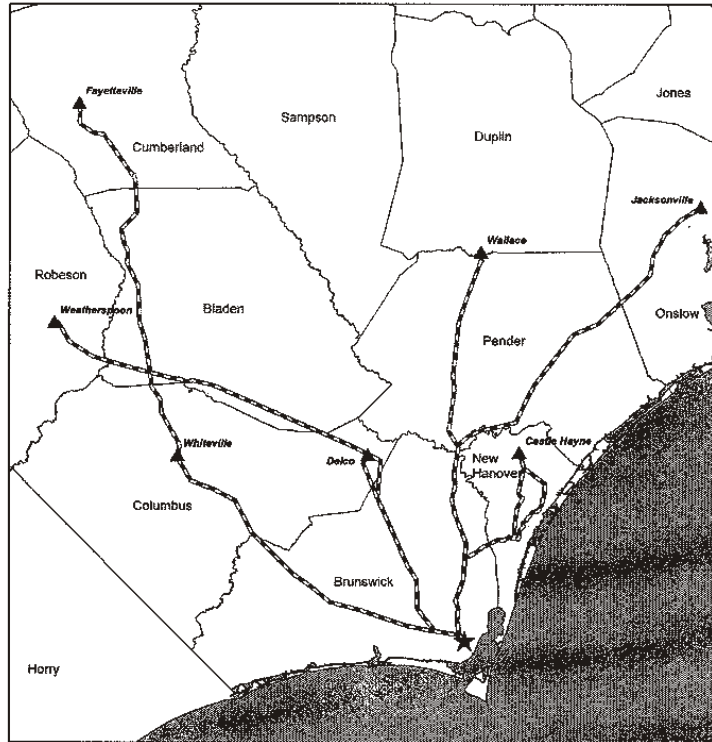 Fayetteville
Jones
Sampson
Duplin
Cumberland
Jacksonville
Wallace
Robeson
Weatherspoon
Bladen
Onslow
Pender
Whiteville
Delco
Castle Hayne
New
Hanover
Columbus
Brunswick
Horry